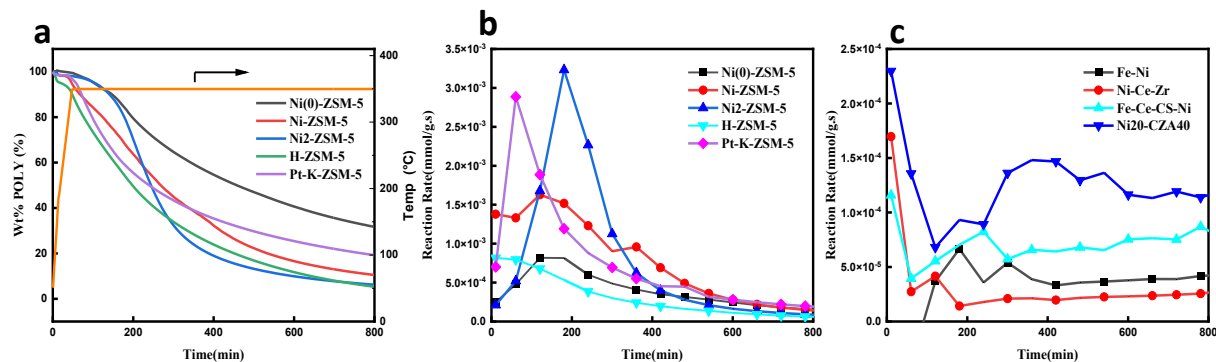 a
Wt% POLY (%)
100
80
60
40
20
0
0
200
400
600
800
Time(min)
400
350
300
250
200
150
100
50
0
Temp (°C)
Ni(0)-ZSM-5
Ni-ZSM-5
Ni2-ZSM-5
H-ZSM-5
Pt-K-ZSM-5
b
Reaction Rate(mmol/g.s)
3.5×10⁻³
3.0×10⁻³
2.5×10⁻³
2.0×10⁻³
1.5×10⁻³
1.0×10⁻³
5.0×10⁻⁴
0.0
0
200
400
600
800
Time(min)
Ni(0)-ZSM-5
Ni-ZSM-5
Ni2-ZSM-5
H-ZSM-5
Pt-K-ZSM-5
c
Reaction Rate(mmol/g.s)
2.5×10⁻⁴
2.0×10⁻⁴
1.5×10⁻⁴
1.0×10⁻⁴
5.0×10⁻⁵
0.0
0
200
400
600
800
Time(min)
Fe-Ni
Ni-Ce-Zr
Fe-Ce-CS-Ni
Ni20-CZA40